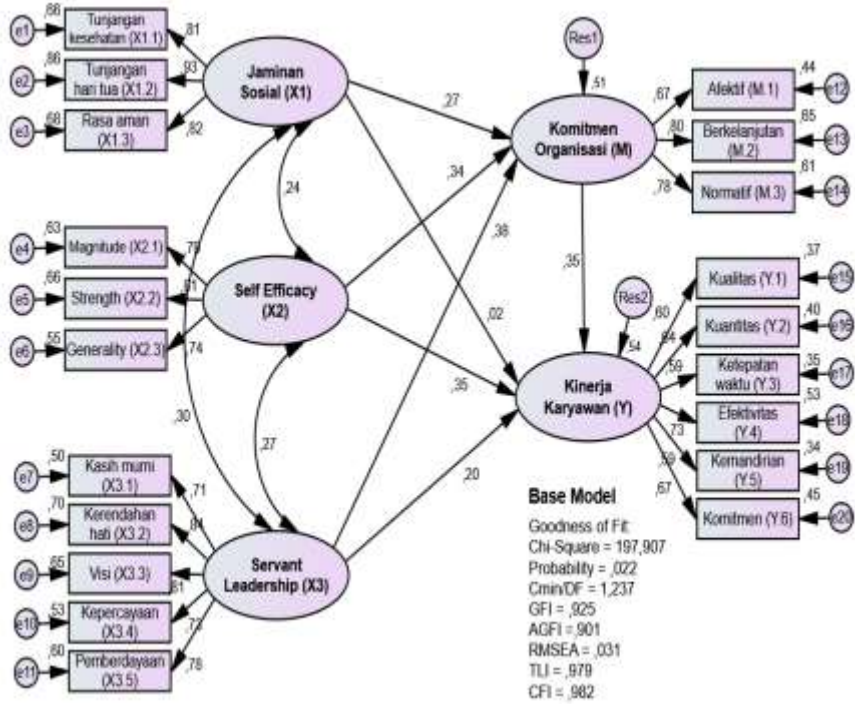 ,66
e1
Tunjangan
kesehatan (X1.1)
,81
,86
e2
Tunjangan
hari tua (X1.2)
,93
,68
e3
Rasa aman
(X1.3)
,82
Jaminan
Sosial (X1)
,63
e4
Magnitude (X2.1)
,66
e5
Strength (X2.2)
,55
e6
Generality (X2.3)
,74
Self Efficacy
(X2)
,50
e7
Kasih murni
(X3.1)
,71
,70
e8
Kerendahan
hati (X3.2)
,65
e9
Visi (X3.3)
,53
e10
Kepercayaan
(X3.4)
,60
e11
Pemberdayaan
(X3.5)
,78
Servant
Leadership (X3)
,24
,30
,27
,27
,34
,38
,02
,35
,20
,35
Res1
,51
Komitmen
Organisasi (M)
,67
Afektif (M.1)
,44
e12
,80
Berkelanjutan
(M.2)
,65
e13
,78
Normatif (M.3)
,61
e14
Res2
,54
Kinerja
Karyawan (Y)
,60
Kualitas (Y.1)
,37
e15
,64
Kuantitas (Y.2)
,40
e16
,59
Ketepatan
waktu (Y.3)
,35
e17
,73
Efektivitas
(Y.4)
,53
e18
,59
Kemandirian
(Y.5)
,34
e19
,67
Komitmen (Y.6)
,45
e20
Base Model
Goodness of Fit:
Chi-Square = 197,907
Probability = ,022
Cmin/DF = 1,237
GFI = ,925
AGFI = ,901
RMSEA = ,031
TLI = ,979
CFI = ,982